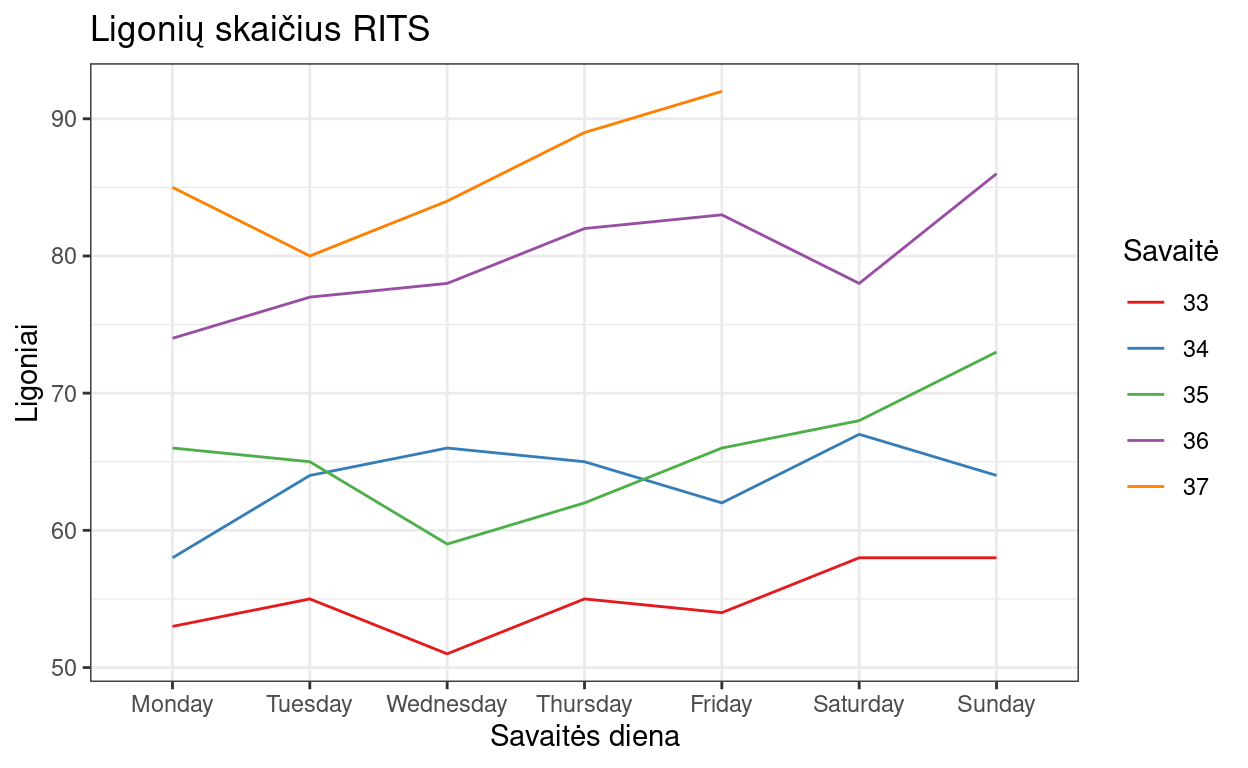 Ligonių skaičius RITS
Ligoniai
90
80
70
60
50
Monday Tuesday Wednesday Thursday Friday Saturday Sunday
Savaitės diena
Savaitė
33
34
35
36
37